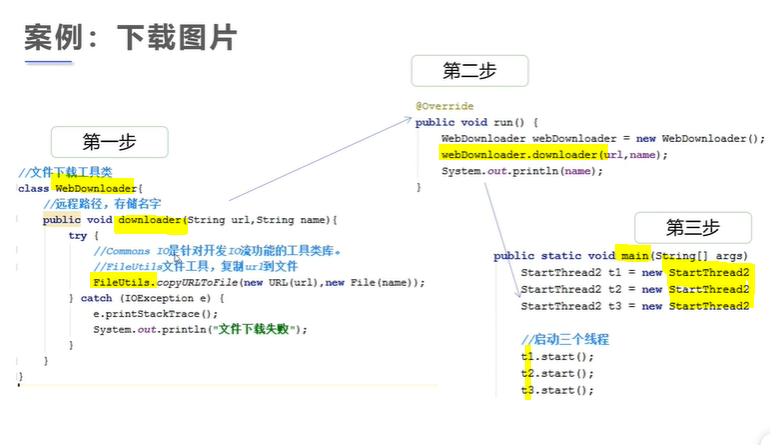 案例：下载图片
第一步
//文件下载工具类
class WebDownloader{
//远程路径，存储名字
public void downloader(String url,String name){
try {
//Commons IO是针对开发IO流功能的工具类库。
//FileUtils文件工具，复制url到文件
FileUtils.copyURLToFile(new URL(url),new File(name));
} catch (IOException e) {
e.printStackTrace();
System.out.println("文件下载失败");
}
}
}
第二步
@Override
public void run() {
WebDownloader webDownloader = new WebDownloader();
webDownloader.downloader(url,name);
System.out.println(name);
}
第三步
public static void main(String[] args)
StartThread2 t1 = new StartThread2
StartThread2 t2 = new StartThread2
StartThread2 t3 = new StartThread2
//启动三个线程
t1.start();
t2.start();
t3.start();